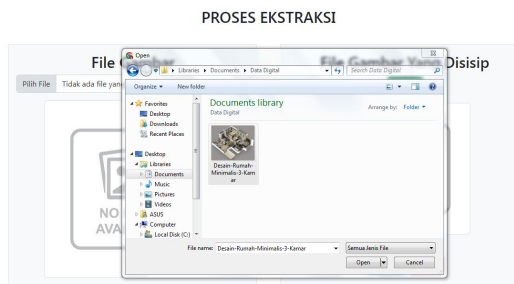 PROSES EKSTRAKSI
File Gambar
File Gambar Yang Disisip
Pilih File Tidak ada file yang
Open
Libraries Documents Data Digital
Search Data Digital
Organize New folder
Favorites
Desktop
Downloads
Recent Places
Desktop
Libraries
Documents
Music
Pictures
Videos
ASUS
Computer
Local Disk (C:)
Documents library
Data Digital
Arrange by: Folder
Desain-Rumah-
Minimalis-3-Kam
ar
NO
AVA
File name: Desain-Rumah-Minimalis-3-Kamar
Semua Jenis File
Open
Cancel